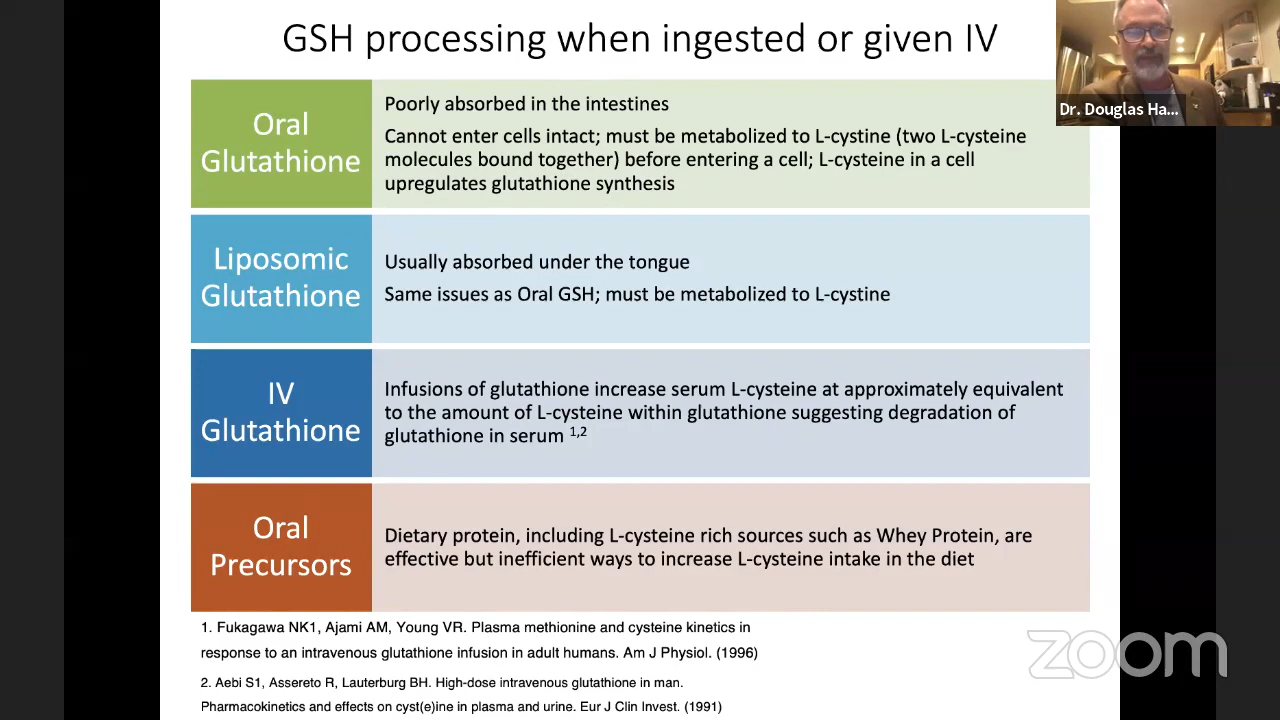 GSH processing when ingested or given IV
Dr. Douglas Ha...
Oral
Glutathione
Poorly absorbed in the intestines
Cannot enter cells intact; must be metabolized to L-cystine (two L-cysteine
molecules bound together) before entering a cell; L-cysteine in a cell
upregulates glutathione synthesis
Liposomic
Glutathione
Usually absorbed under the tongue
Same issues as Oral GSH; must be metabolized to L-cystine
IV
Glutathione
Infusions of glutathione increase serum L-cysteine at approximately equivalent
to the amount of L-cysteine within glutathione suggesting degradation of
glutathione in serum 1,2
Oral
Precursors
Dietary protein, including L-cysteine rich sources such as Whey Protein, are
effective but inefficient ways to increase L-cysteine intake in the diet
1. Fukagawa NK1, Ajami AM, Young VR. Plasma methionine and cysteine kinetics in
response to an intravenous glutathione infusion in adult humans. Am J Physiol. (1996)
2. Aebi S1, Assereto R, Lauterburg BH. High-dose intravenous glutathione in man.
Pharmacokinetics and effects on cyst(e)ine in plasma and urine. Eur J Clin Invest. (1991)
zoom